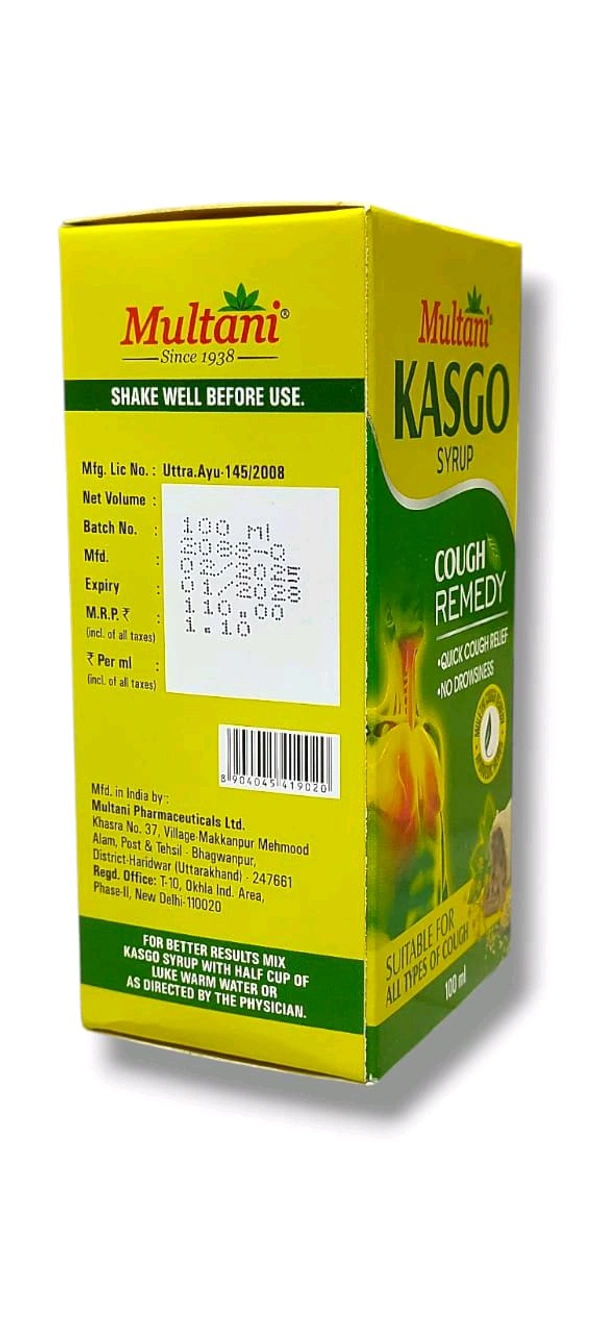 Multani®
Since 1938
SHAKE WELL BEFORE USE.
Mfg. Lic No. : Uttra.Ayu-145/2008
Net Volume : 100 ml
Batch No. : 2088-0
Mfd. : 02/2025
Expiry : 01/2028
M.R.P. ₹ : 110.00
(incl. of all taxes)
₹ Per ml : 1.10
(incl. of all taxes)
8 904045 419020
Mfd. in India by :
Multani Pharmaceuticals Ltd.
Khasra No. 37, Village-Makkanpur Mehmood
Alam, Post & Tehsil - Bhagwanpur,
District-Haridwar (Uttarakhand) - 247661
Regd. Office: T-10, Okhla Ind. Area,
Phase-II, New Delhi-110020
FOR BETTER RESULTS MIX
KASGO SYRUP WITH HALF CUP OF
LUKE WARM WATER OR
AS DIRECTED BY THE PHYSICIAN.
Multani®
KASGO
SYRUP
COUGH
REMEDY
•QUICK COUGH RELIEF
•NO DROWSINESS
SUITABLE FOR
ALL TYPES OF COUGH
100 ml